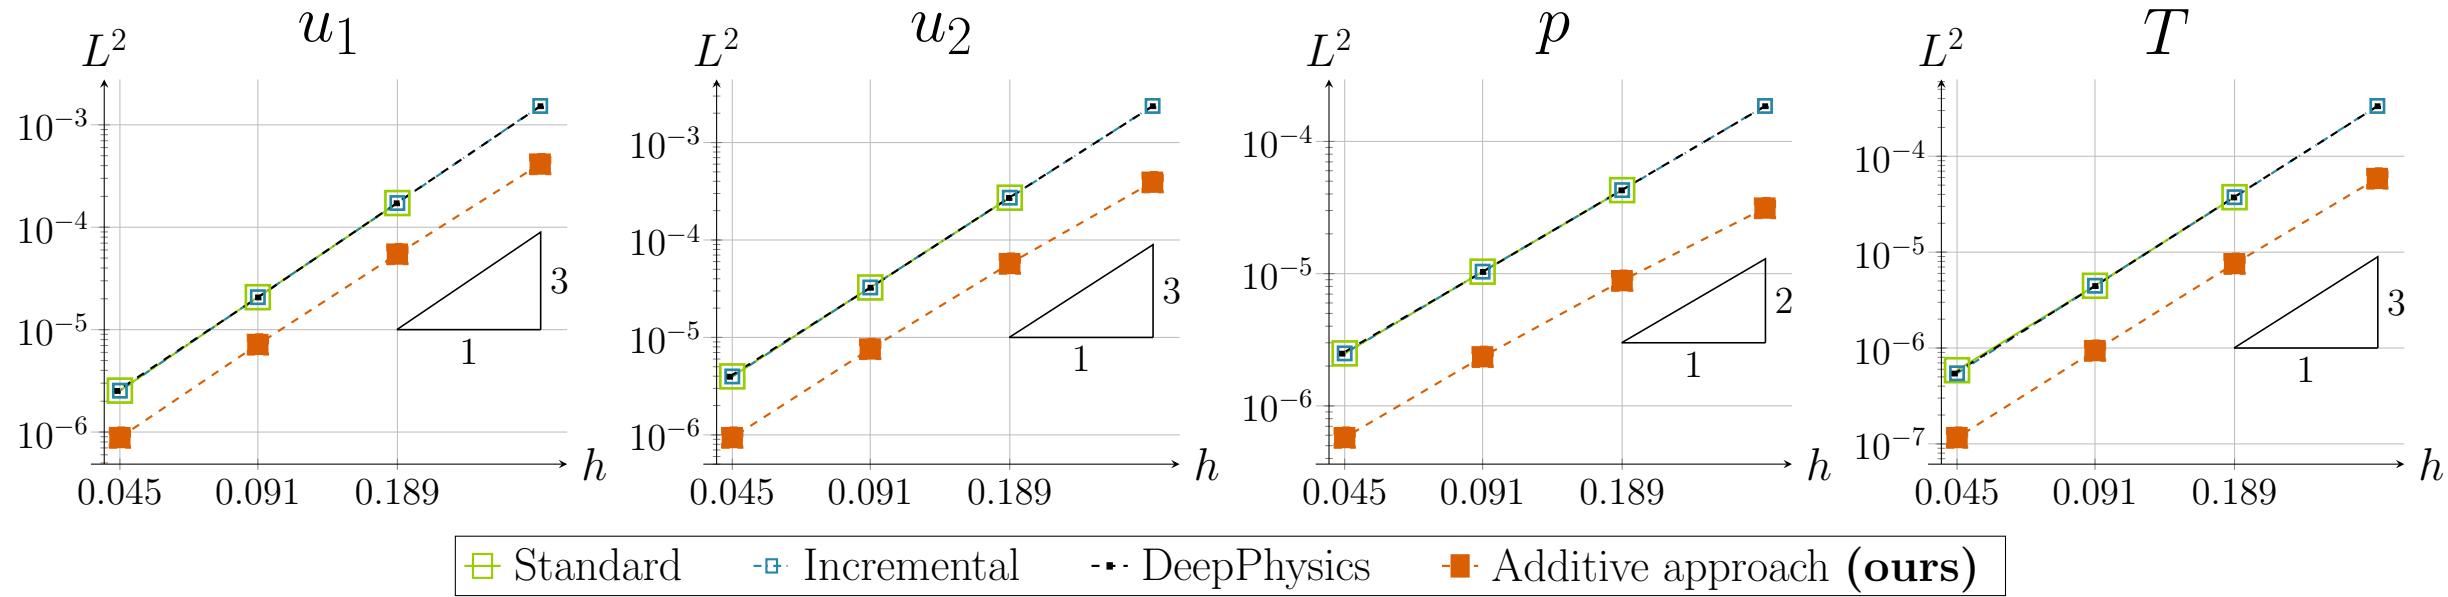 u₁
L²
10⁻³
10⁻⁴
10⁻⁵
10⁻⁶
3
1
h
0.045 0.091 0.189
u₂
L²
10⁻³
10⁻⁴
10⁻⁵
10⁻⁶
3
1
h
0.045 0.091 0.189
p
L²
10⁻⁴
10⁻⁵
10⁻⁶
2
1
h
0.045 0.091 0.189
T
L²
10⁻⁴
10⁻⁵
10⁻⁶
10⁻⁷
3
1
h
0.045 0.091 0.189
Standard Incremental DeepPhysics Additive approach (ours)